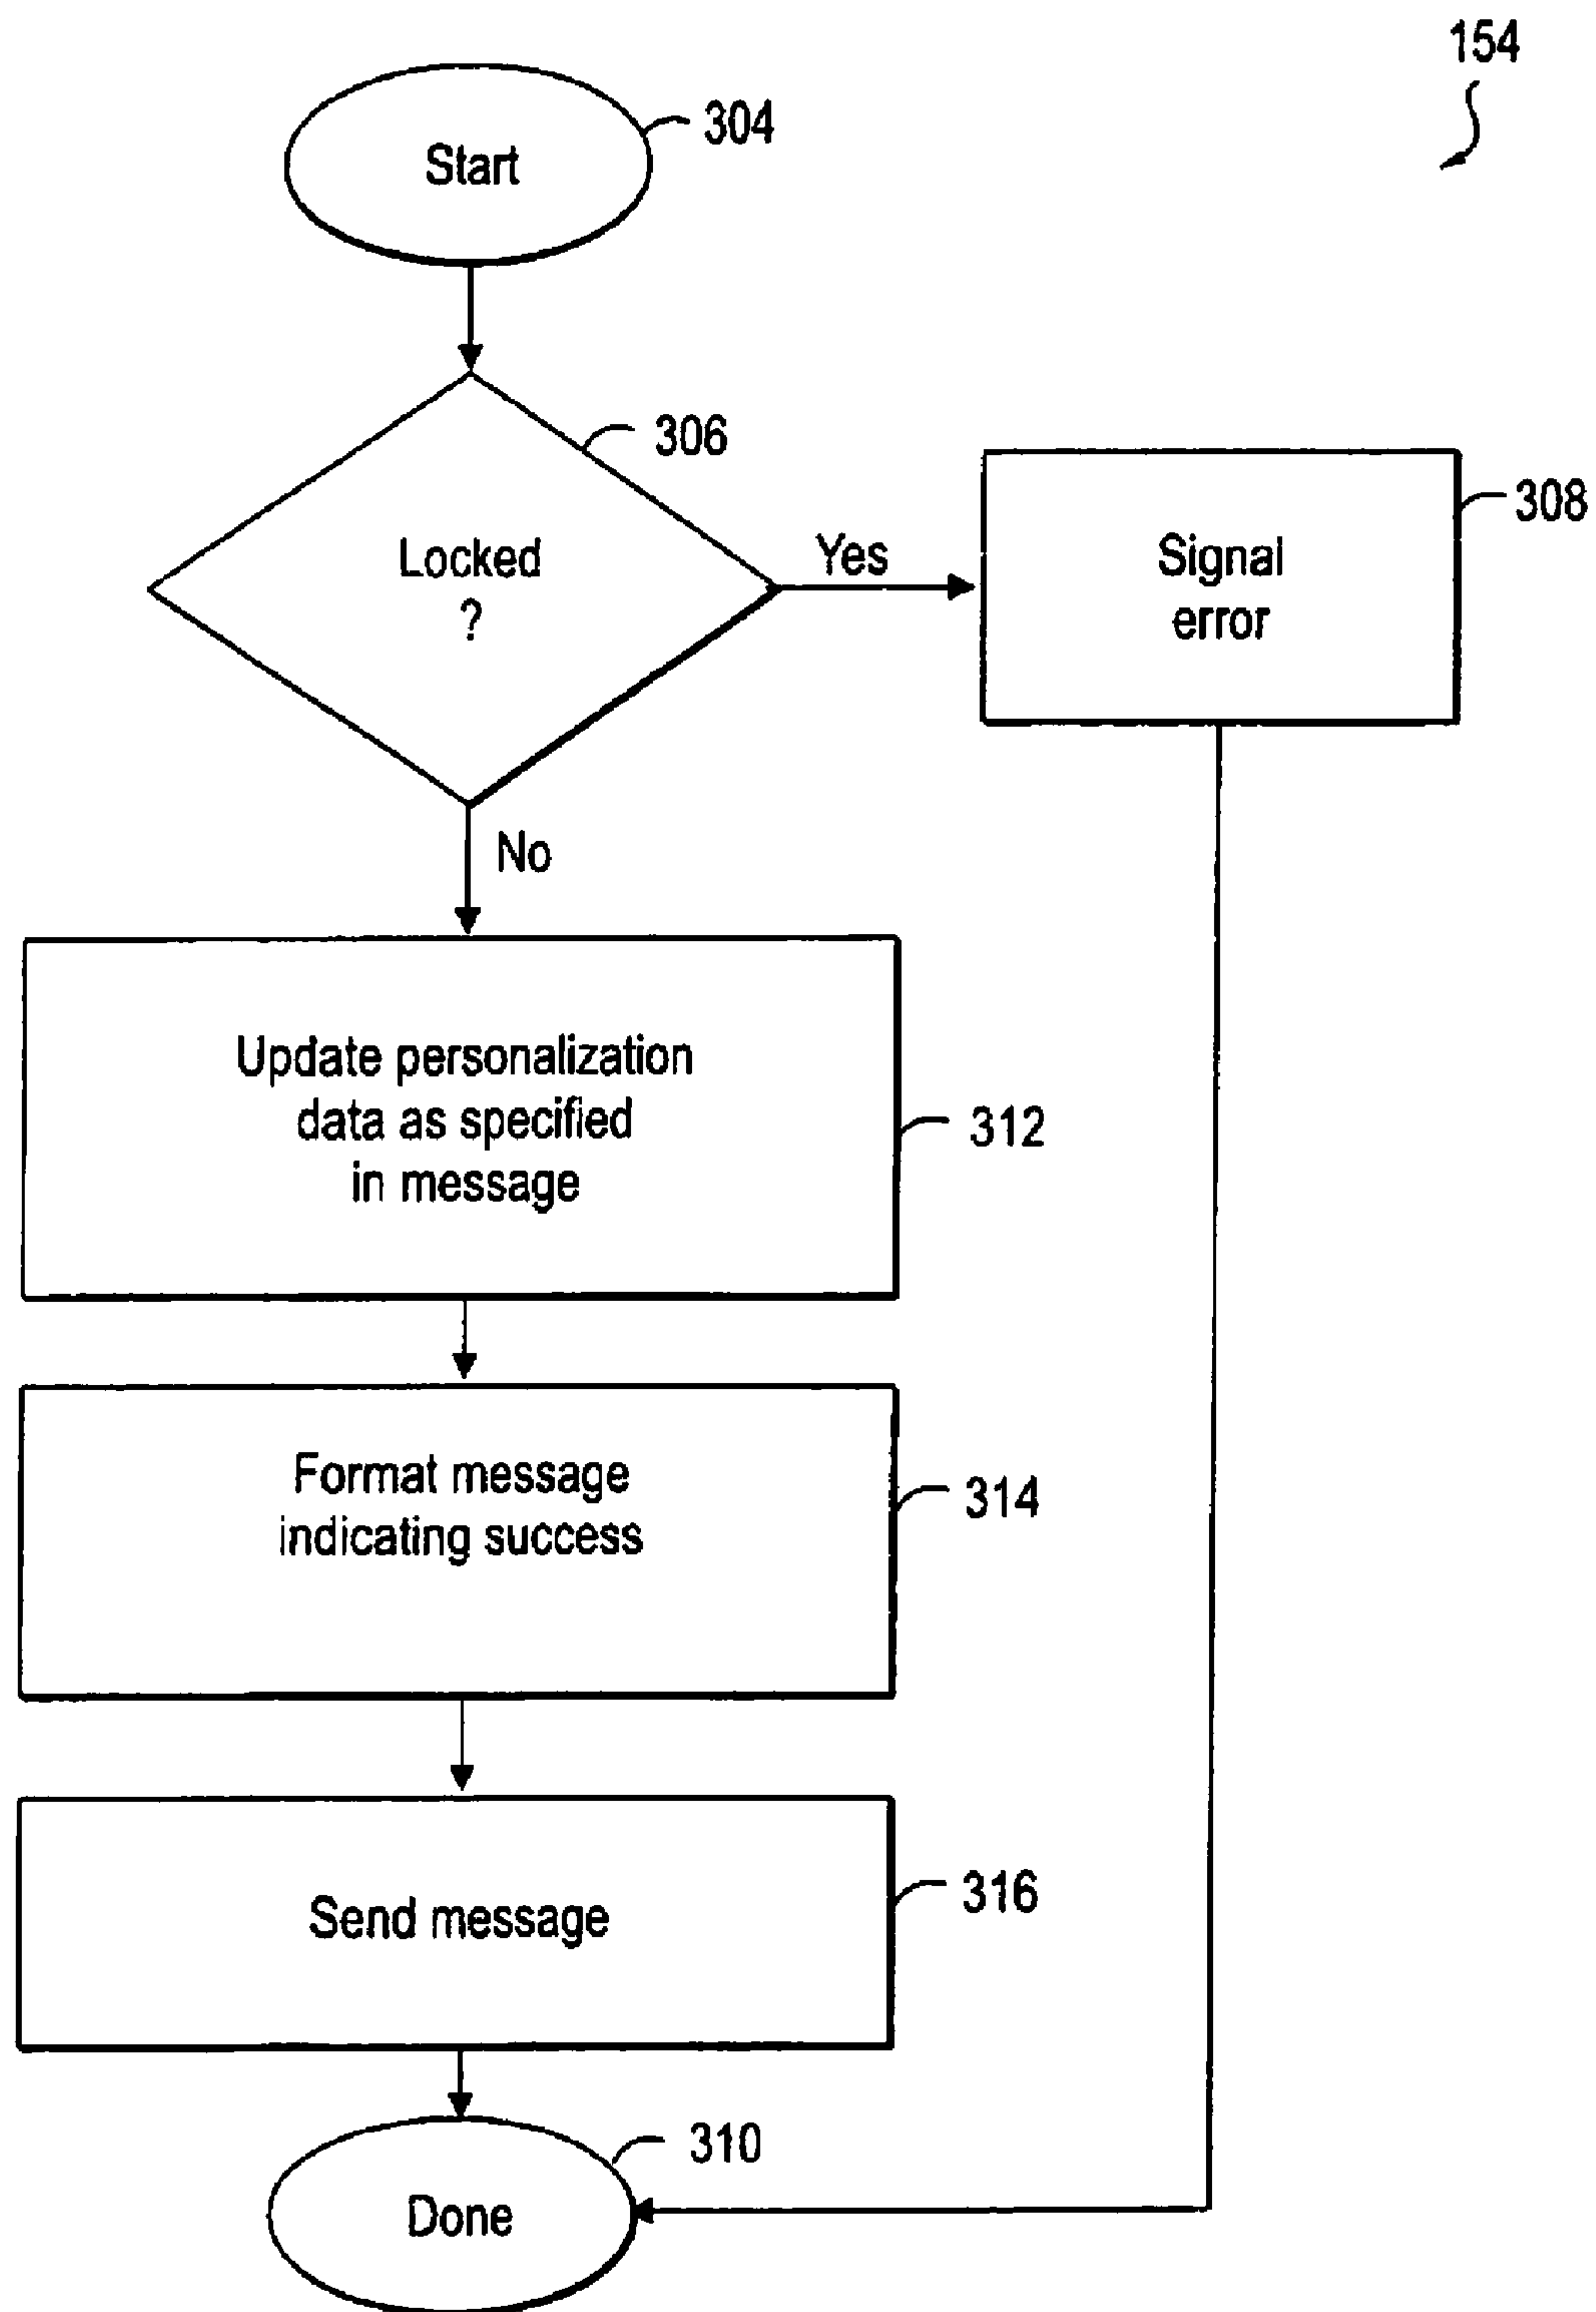 154
304
Start
306
Locked
?
Yes
308
Signal
error
No
Update personalization
data as specified
in message
312
Format message
indicating success
314
Send message
316
310
Done